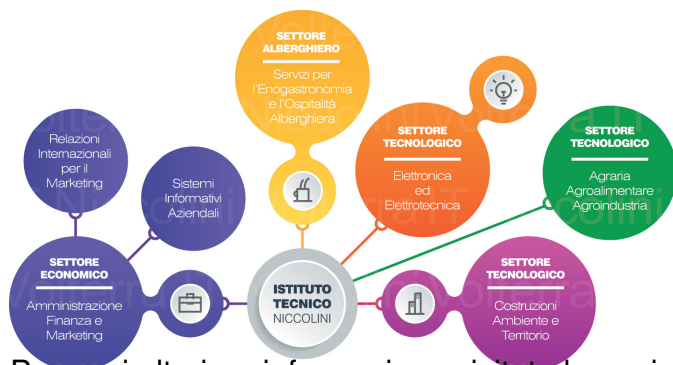 SETTORE
ALBERGHIERO
Servizi per
l'Enogastronomia
e l'Ospitalità
Alberghiera
Relazioni
Internazionali
per il
Marketing
Sistemi
Informativi
Aziendali
SETTORE
TECNOLOGICO
Elettronica
ed
Elettrotecnica
SETTORE
TECNOLOGICO
Agraria
Agroalimentare
Agroindustria
SETTORE
ECONOMICO
Amministrazione
Finanza e
Marketing
ISTITUTO
TECNICO
NICCOLINI
SETTORE
TECNOLOGICO
Costruzioni
Ambiente e
Territorio